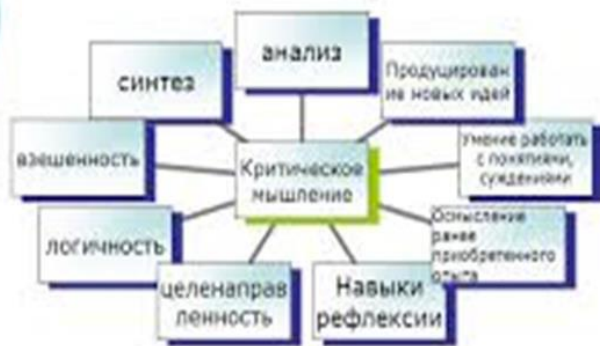 анализ
синтез
Продуцирован
ие новых идей
взвешенность
Критическое
мышление
Умение работать
с понятиями,
суждениями
логичность
Осмысление
ранее
приобретенного
опыта
целенаправ
ленность
Навыки
рефлексии